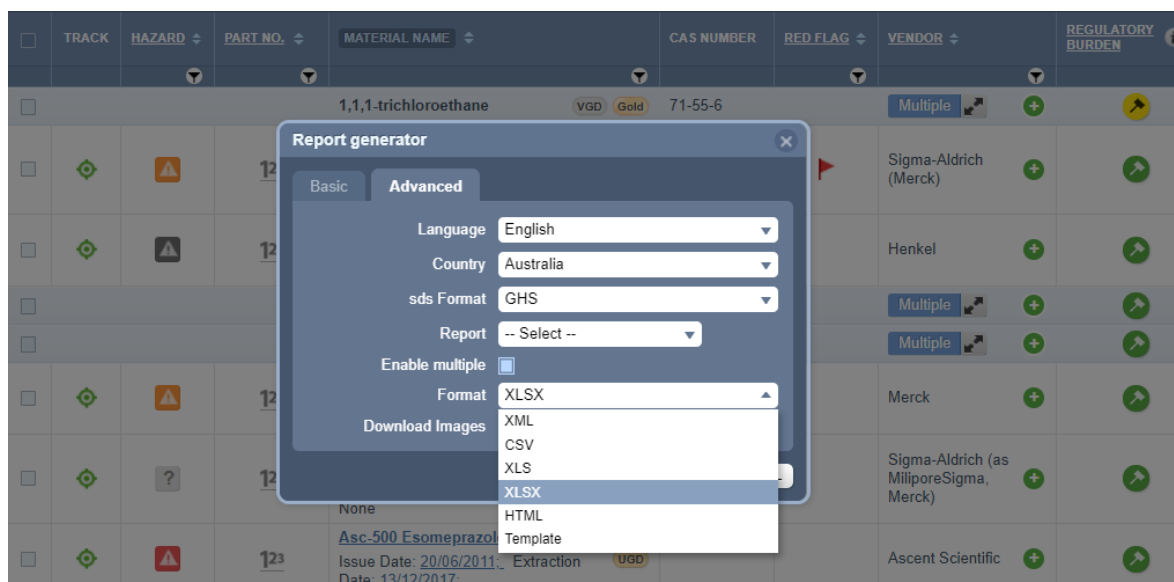 TRACK HAZARD PART NO. MATERIAL NAME CAS NUMBER RED FLAG VENDOR REGULATORY
BURDEN
1,1,1-trichloroethane VGD Gold 71-55-6 Multiple
Report generator
Basic Advanced
Sigma-Aldrich
(Merck)
Language English
Country Australia
Henkel
sds Format GHS
Multiple
Report -- Select --
Multiple
Enable multiple
Format XLSX
Merck
Download Images
XML
CSV
XLS
XLSX
HTML
Template
Sigma-Aldrich (as
MilliporeSigma,
Merck)
?
None
Asc-500 Esomeprazol
123
Issue Date: 20/06/2011; Extraction UGD
Date: 13/12/2017;
Ascent Scientific